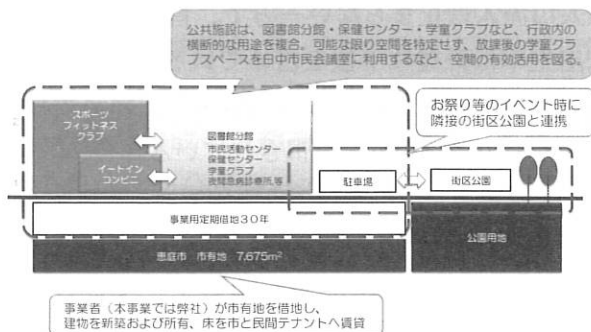 公共施設は、図書館分館・保健センター・学童クラブなど、行政内の
横断的な用途を複合。可能な限り空間を特定せず、放課後の学童クラ
ブスペースを日中市民会議室に利用するなど、空間の有効活用を図る。
スポーツ
フィットネス
クラブ
イートイン
コンビニ
図書館分館
市民活動センター
保健センター
学童クラブ
夜間急病診療所,等
お祭り等のイベント時に
隣接の街区公園と連携
駐車場
街区公園
事業用定期借地30年
公園用地
恵庭市 市有地 7,675m²
事業者（本事業では弊社）が市有地を借地し、
建物を新築および所有、床を市と民間テナントへ賃貸